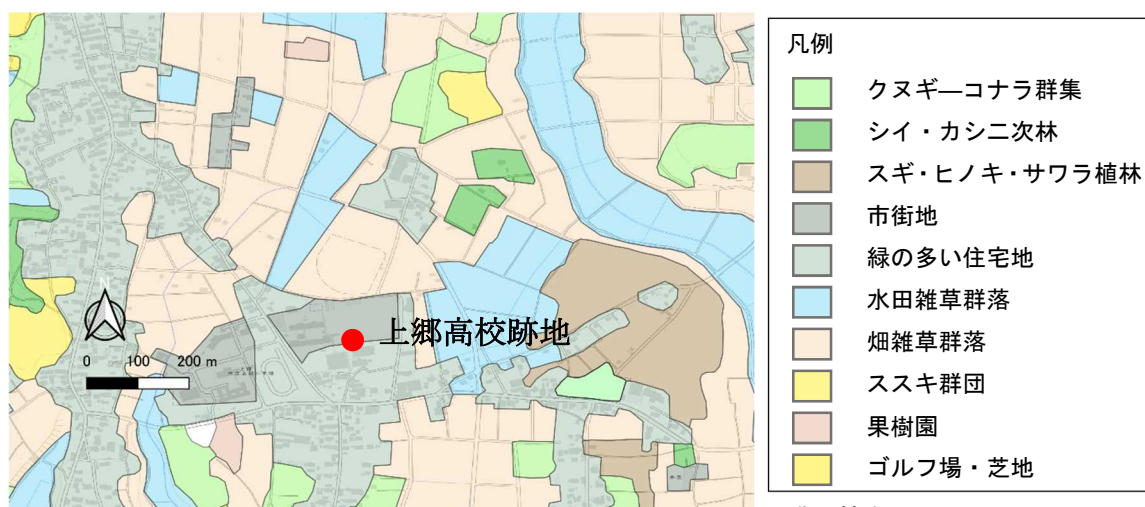 凡例
クヌギ―コナラ群集
シイ・カシ二次林
スギ・ヒノキ・サワラ植林
市街地
緑の多い住宅地
水田雑草群落
畑雑草群落
ススキ群団
果樹園
ゴルフ場・芝地
上郷高校跡地
0 100 200 m